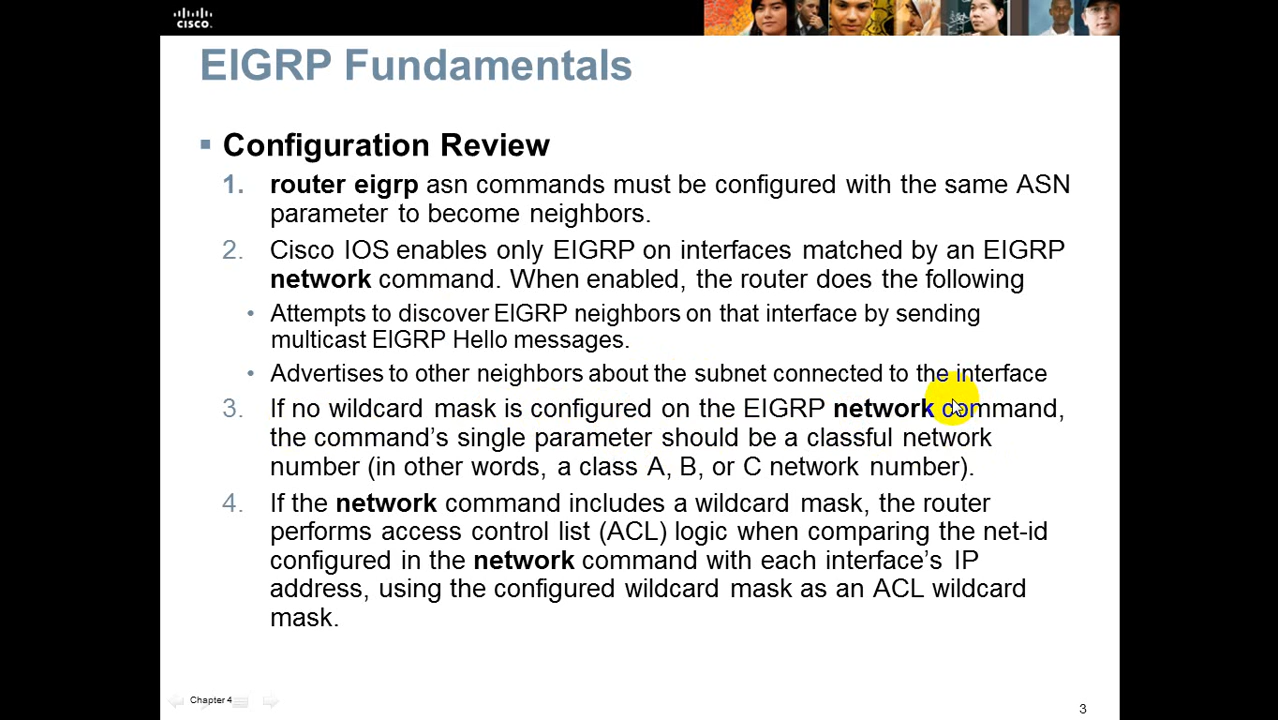 CISCO
EIGRP Fundamentals
Configuration Review
1. router eigrp asn commands must be configured with the same ASN
parameter to become neighbors.
2. Cisco IOS enables only EIGRP on interfaces matched by an EIGRP
network command. When enabled, the router does the following
• Attempts to discover EIGRP neighbors on that interface by sending
multicast EIGRP Hello messages.
• Advertises to other neighbors about the subnet connected to the interface
3. If no wildcard mask is configured on the EIGRP network command,
the command's single parameter should be a classful network
number (in other words, a class A, B, or C network number).
4. If the network command includes a wildcard mask, the router
performs access control list (ACL) logic when comparing the net-id
configured in the network command with each interface's IP
address, using the configured wildcard mask as an ACL wildcard
mask.
Chapter 4
3